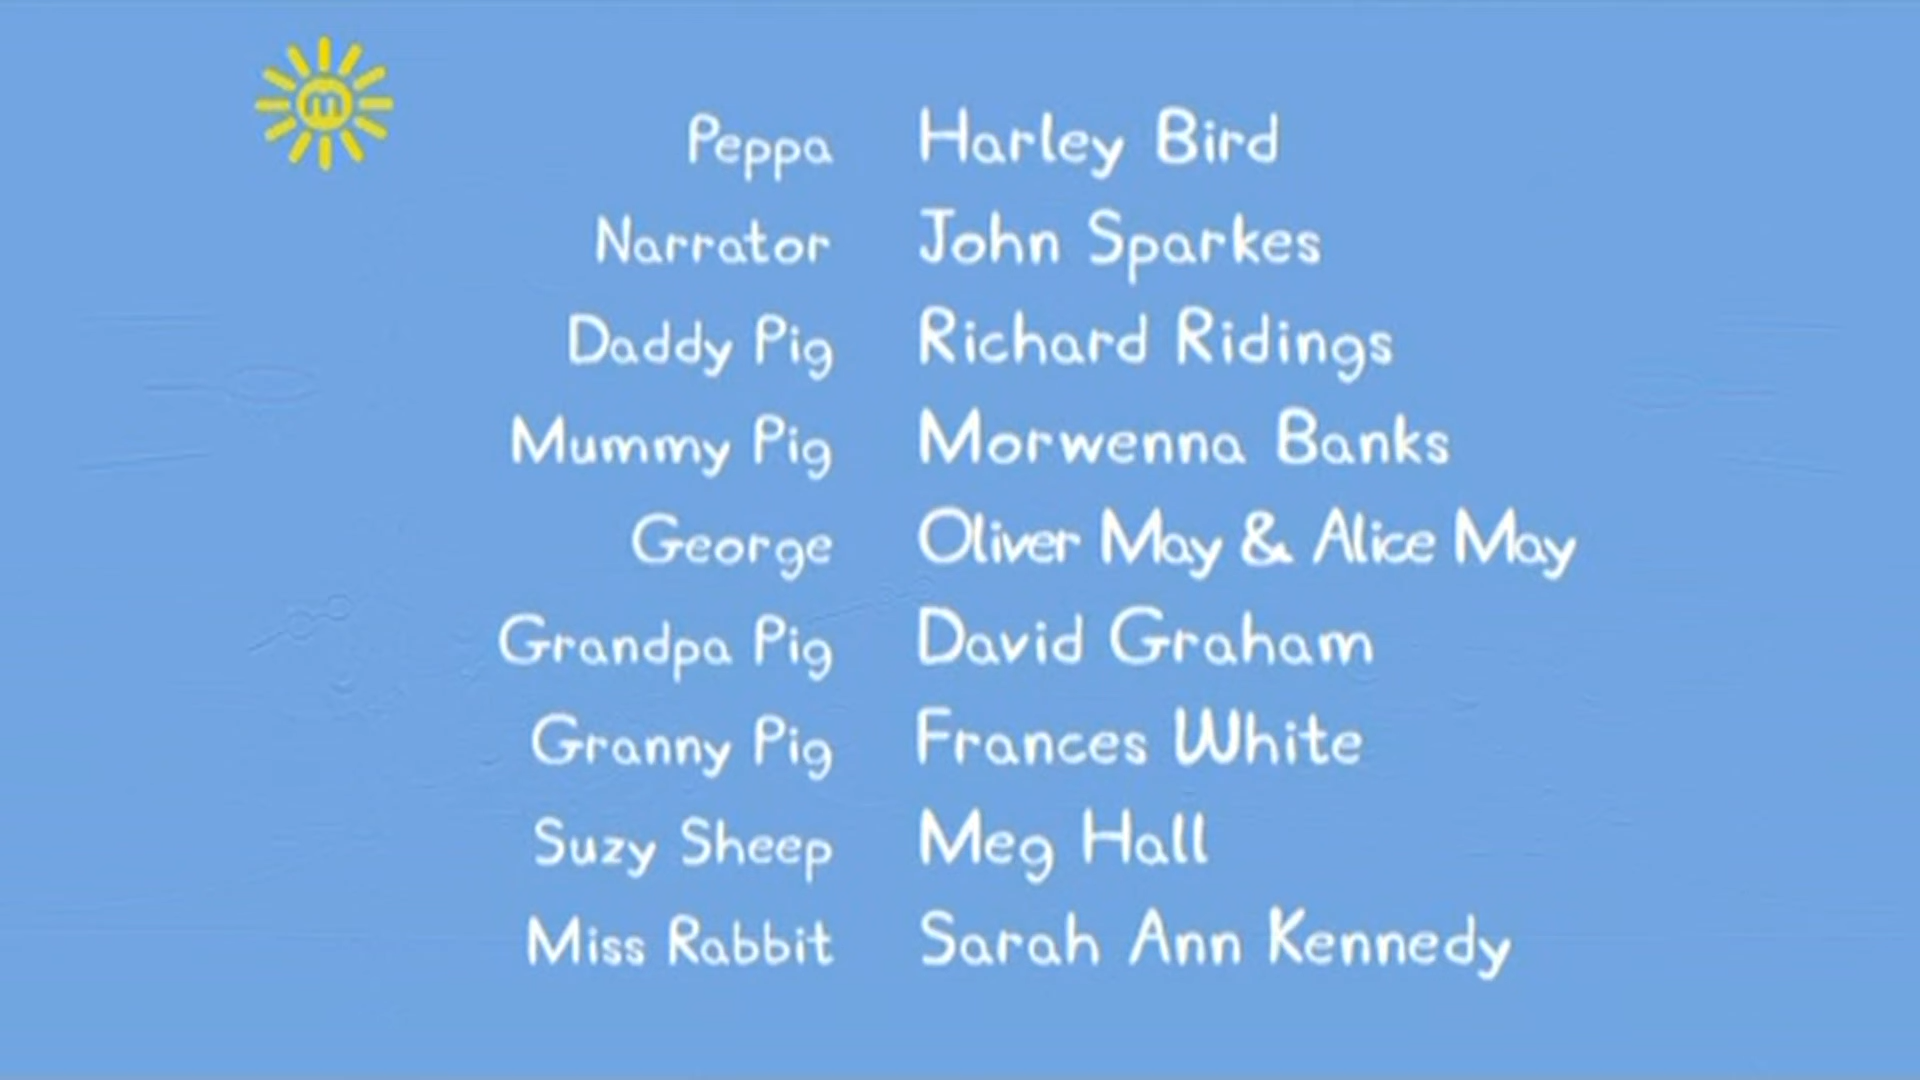 m
Peppa Harley Bird
Narrator John Sparkes
Daddy Pig Richard Ridings
Mummy Pig Morwenna Banks
George Oliver May & Alice May
Grandpa Pig David Graham
Granny Pig Frances White
Suzy Sheep Meg Hall
Miss Rabbit Sarah Ann Kennedy